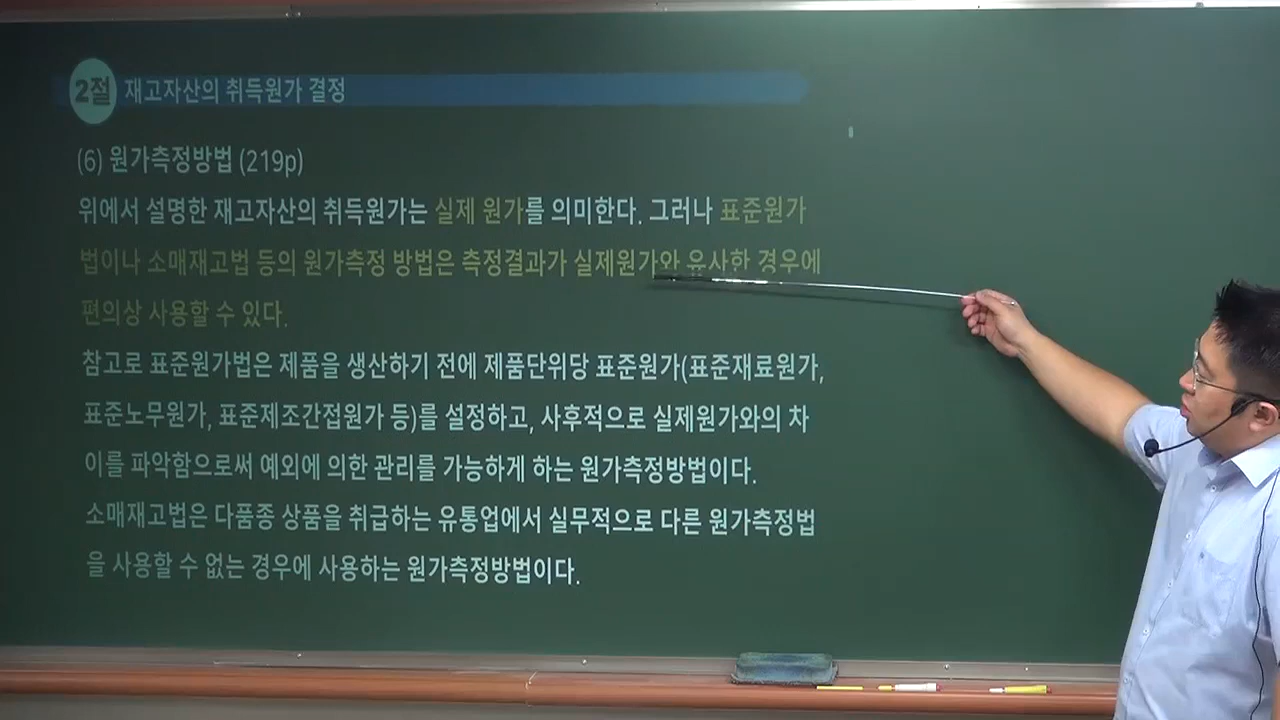 2절 재고자산의 취득원가 결정
(6) 원가측정방법 (219p)
위에서 설명한 재고자산의 취득원가는 실제 원가를 의미한다. 그러나 표준원가
법이나 소매재고법 등의 원가측정 방법은 측정결과가 실제원가와 유사한 경우에
편의상 사용할 수 있다.
참고로 표준원가법은 제품을 생산하기 전에 제품단위당 표준원가(표준재료원가,
표준노무원가, 표준제조간접원가 등)를 설정하고, 사후적으로 실제원가와의 차
이를 파악함으로써 예외에 의한 관리를 가능하게 하는 원가측정방법이다.
소매재고법은 다품종 상품을 취급하는 유통업에서 실무적으로 다른 원가측정법
을 사용할 수 없는 경우에 사용하는 원가측정방법이다.